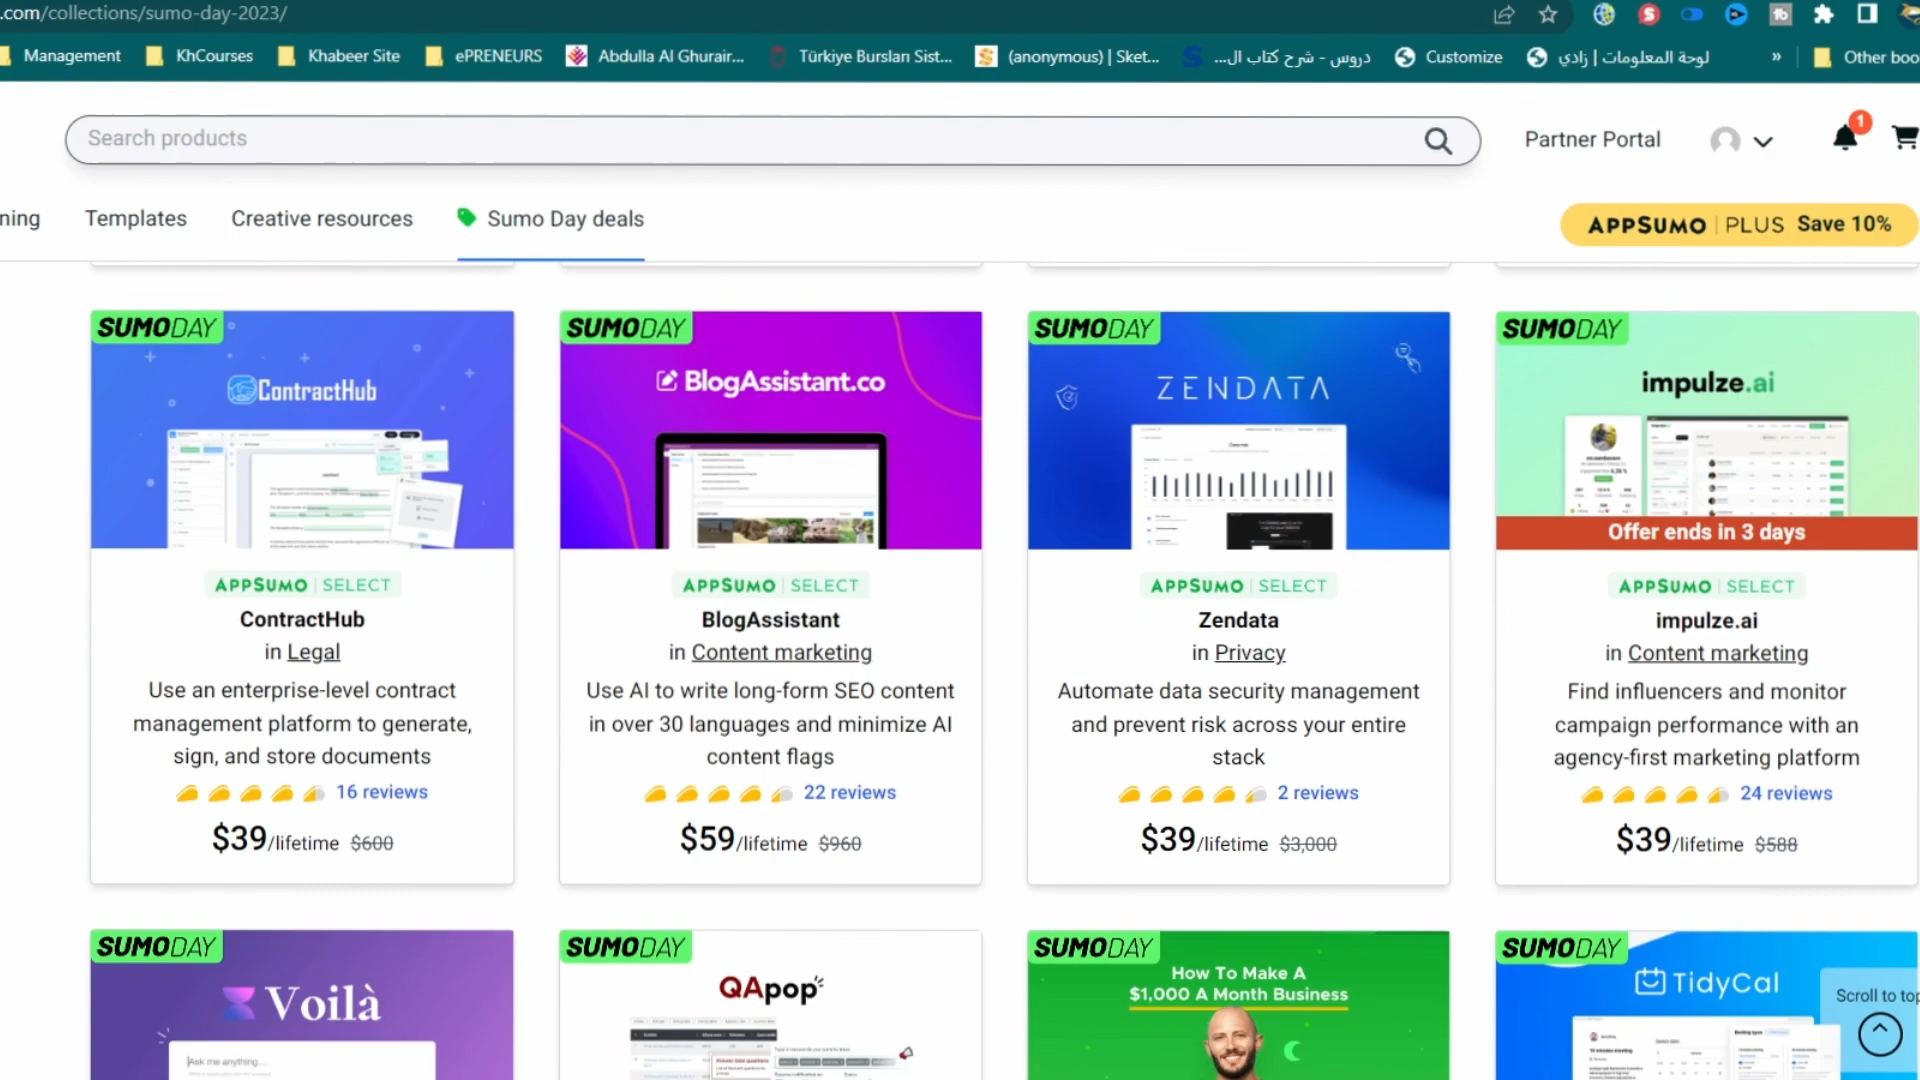 .com/collections/sumo-day-2023/
Management KhCourses Khabeer Site ePRENEURS Abdulla Al Ghurair... Türkiye Bursları Sist... (anonymous) | Sket... دروس - شرح كتاب ال... Customize لوحة المعلومات | زادي » Other boo
Search products
Partner Portal
1
ning Templates Creative resources Sumo Day deals
APPSUMO | PLUS Save 10%
SUMODAY
ContractHub
APPSUMO | SELECT
ContractHub
in Legal
Use an enterprise-level contract
management platform to generate,
sign, and store documents
16 reviews
$39/lifetime $600
SUMODAY
BlogAssistant.co
APPSUMO | SELECT
BlogAssistant
in Content marketing
Use AI to write long-form SEO content
in over 30 languages and minimize AI
content flags
22 reviews
$59/lifetime $960
SUMODAY
ZENDATA
APPSUMO | SELECT
Zendata
in Privacy
Automate data security management
and prevent risk across your entire
stack
2 reviews
$39/lifetime $3,000
SUMODAY
impulze.ai
Offer ends in 3 days
APPSUMO | SELECT
impulze.ai
in Content marketing
Find influencers and monitor
campaign performance with an
agency-first marketing platform
24 reviews
$39/lifetime $588
SUMODAY
Voilà
Ask me anything...
SUMODAY
QApop
SUMODAY
How To Make A
$1,000 A Month Business
SUMODAY
TidyCal
Scroll to top